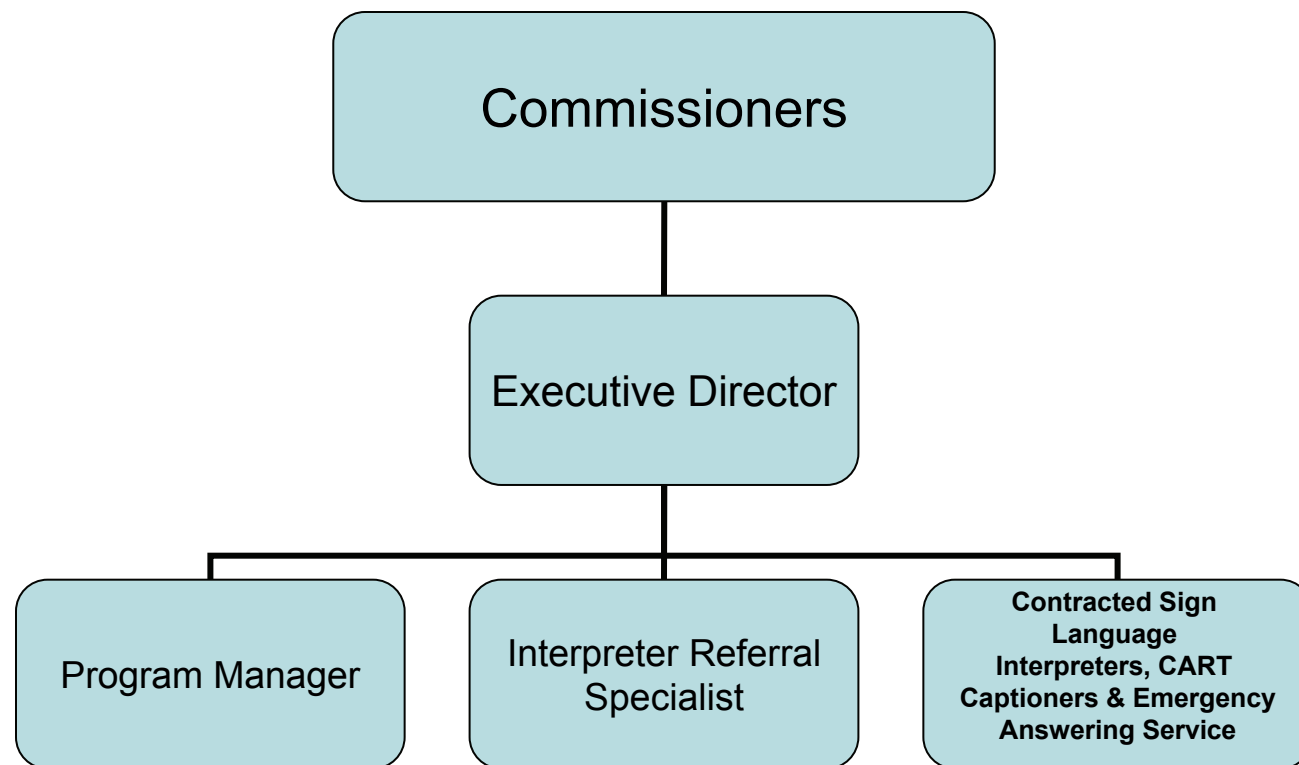 Commissioners
Executive Director
Program Manager
Interpreter Referral
Specialist
Contracted Sign
Language
Interpreters, CART
Captioners & Emergency
Answering Service